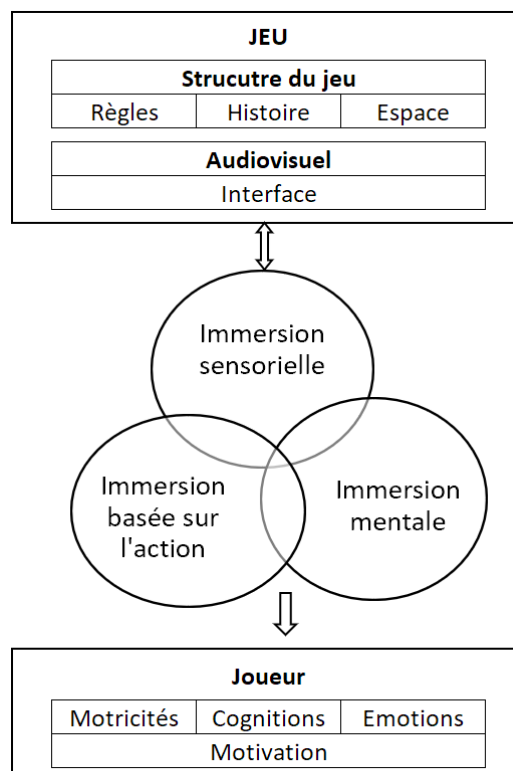 JEU
Strucutre du jeu
Règles Histoire Espace
Audiovisuel
Interface
Immersion
sensorielle
Immersion
basée sur
l'action
Immersion
mentale
Joueur
Motricités Cognitions Emotions
Motivation